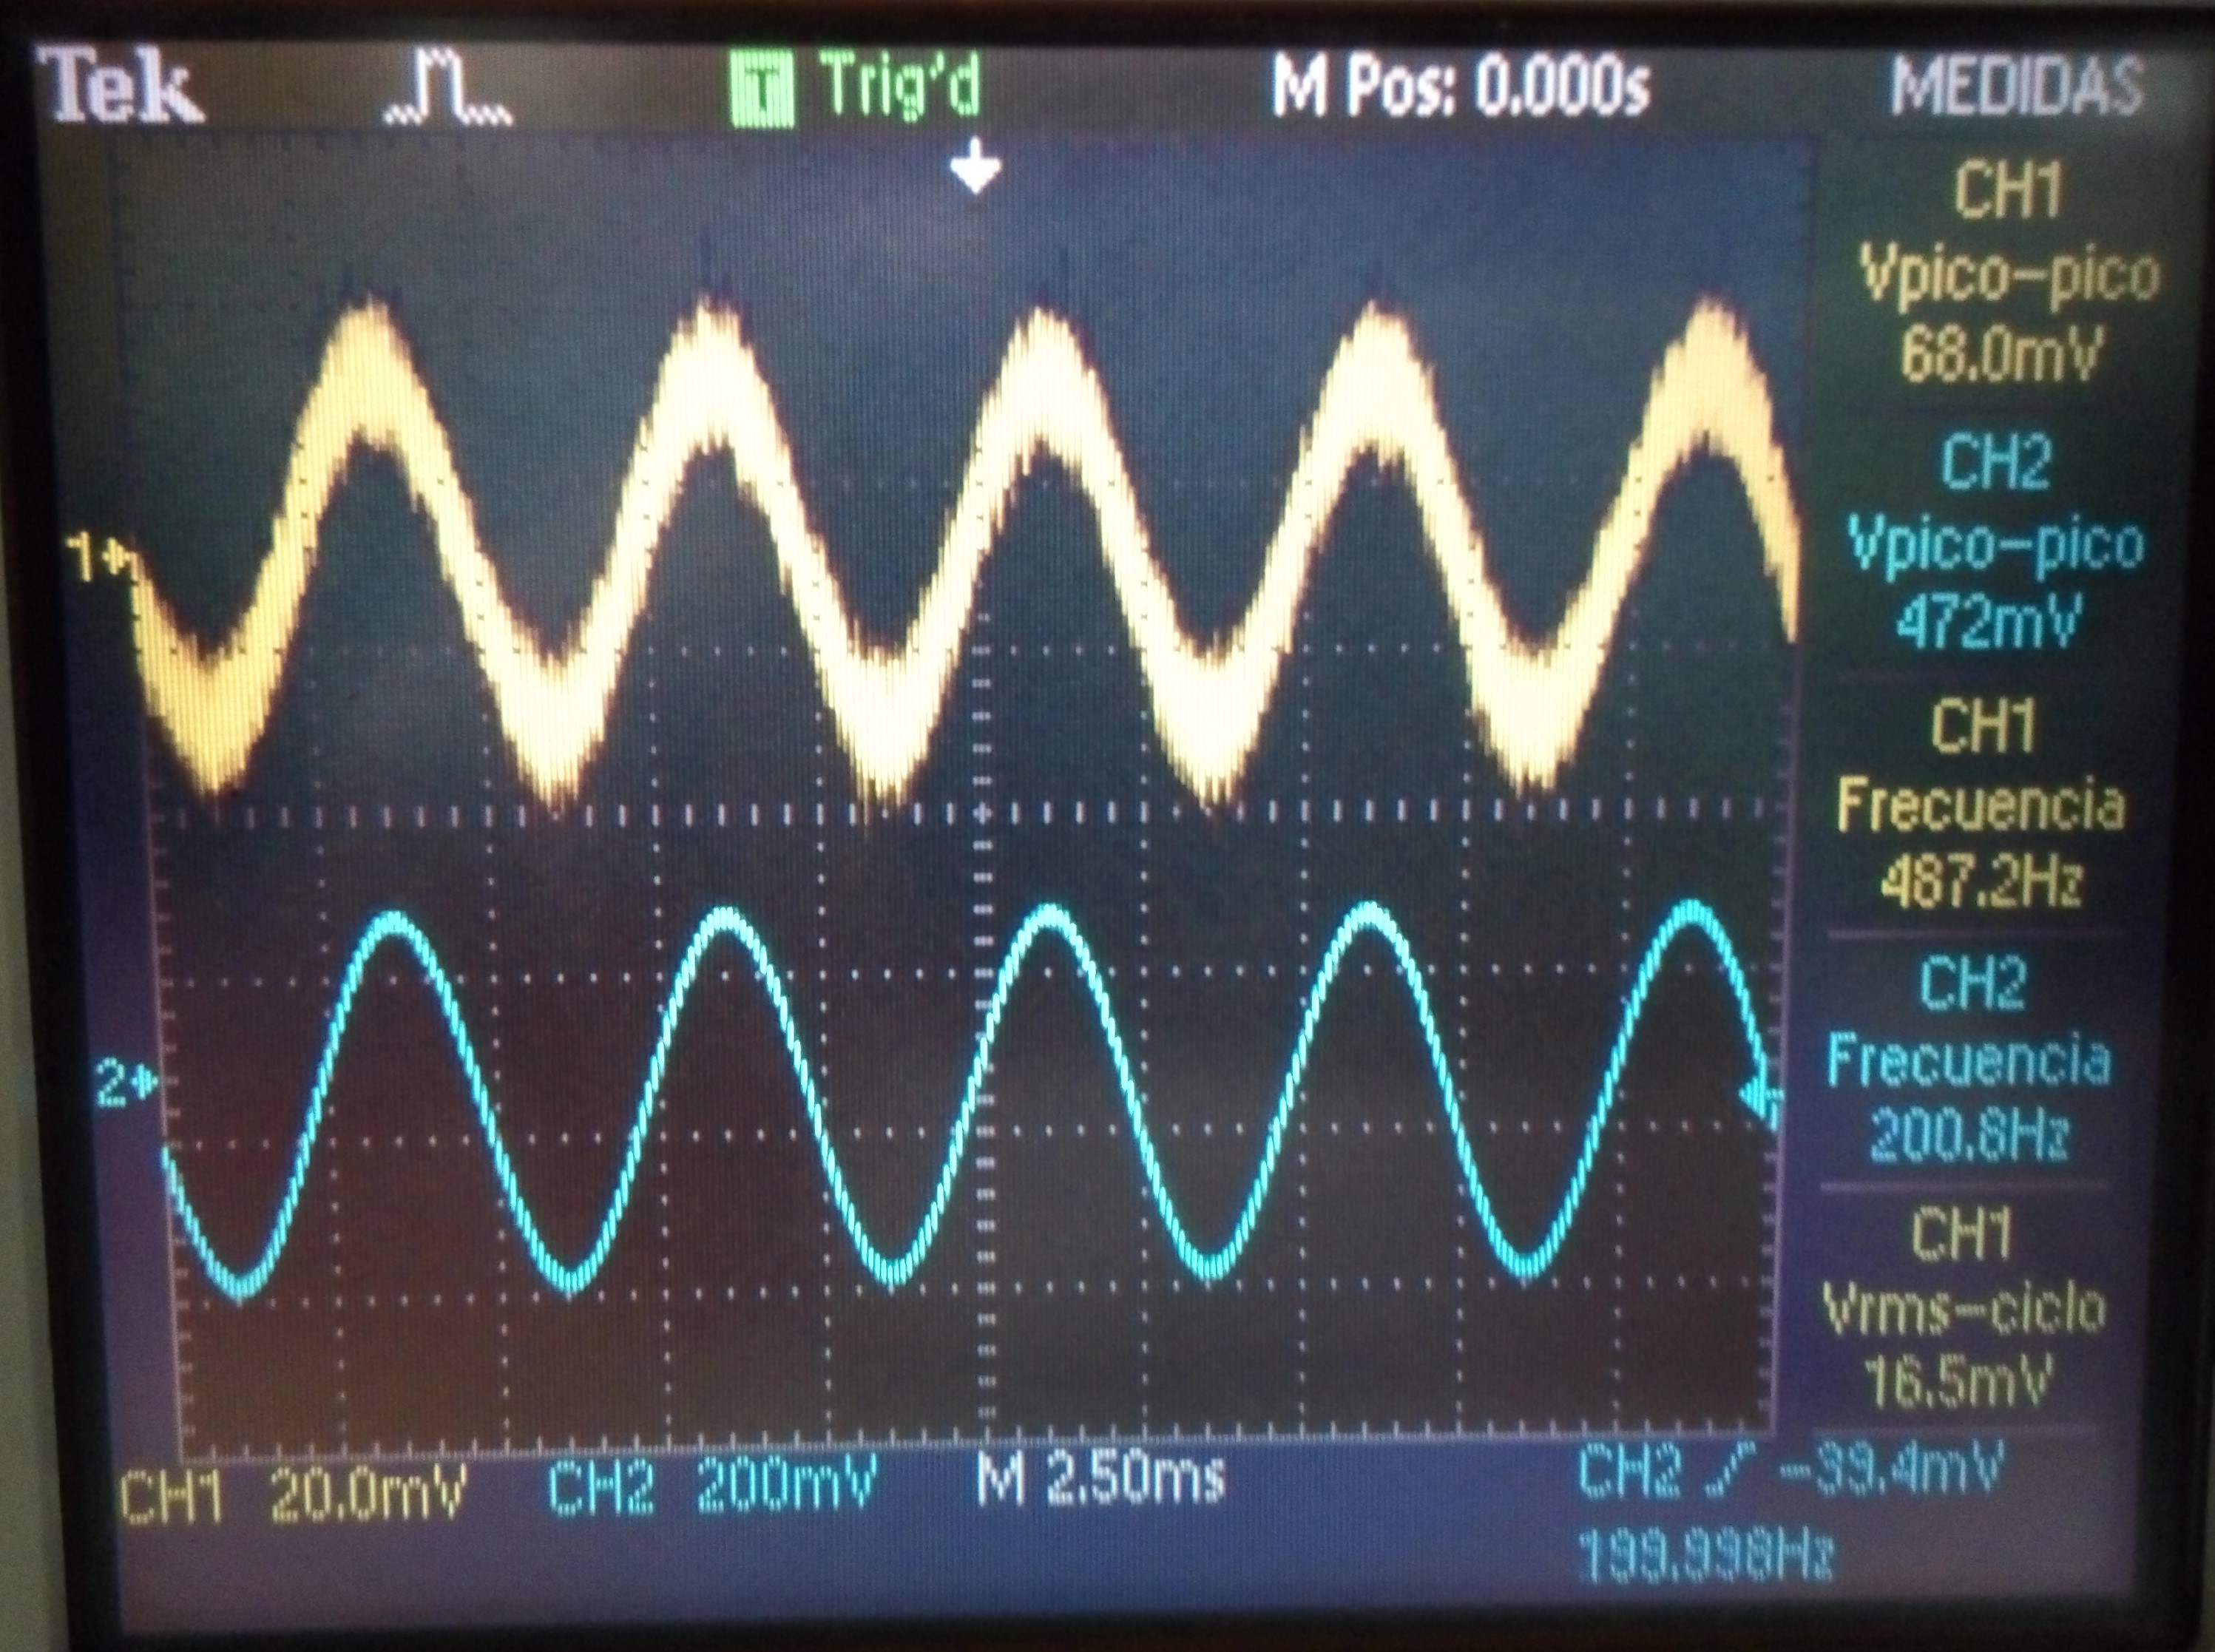 Tek T Trig'd M Pos: 0.000s MEDIDAS
CH1
Vpico-pico
68.0mV
CH2
Vpico-pico
472mV
CH1
Frecuencia
487.2Hz
CH2
Frecuencia
200.8Hz
CH1
Vrms-ciclo
16.5mV
1
2
CH1 20.0mV CH2 200mV M 2.50ms CH2 -39.4mV
199.998Hz